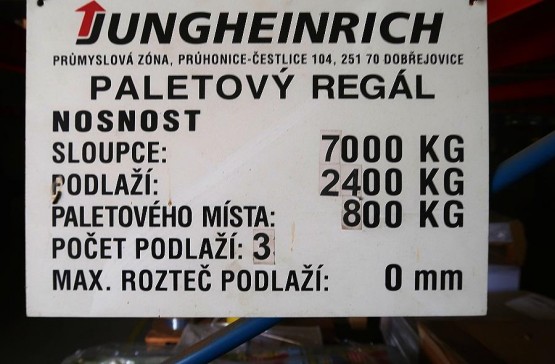 JUNGHEINRICH
PRŮMYSLOVÁ ZÓNA, PRŮHONICE-ČESTLICE 104, 251 70 DOBŘEJOVICE
PALETOVÝ REGÁL
NOSNOST
SLOUPCE: 7000 KG
PODLAŽÍ: 2400 KG
PALETOVÉHO MÍSTA: 800 KG
POČET PODLAŽÍ: 3
MAX. ROZTEČ PODLAŽÍ: 0 mm